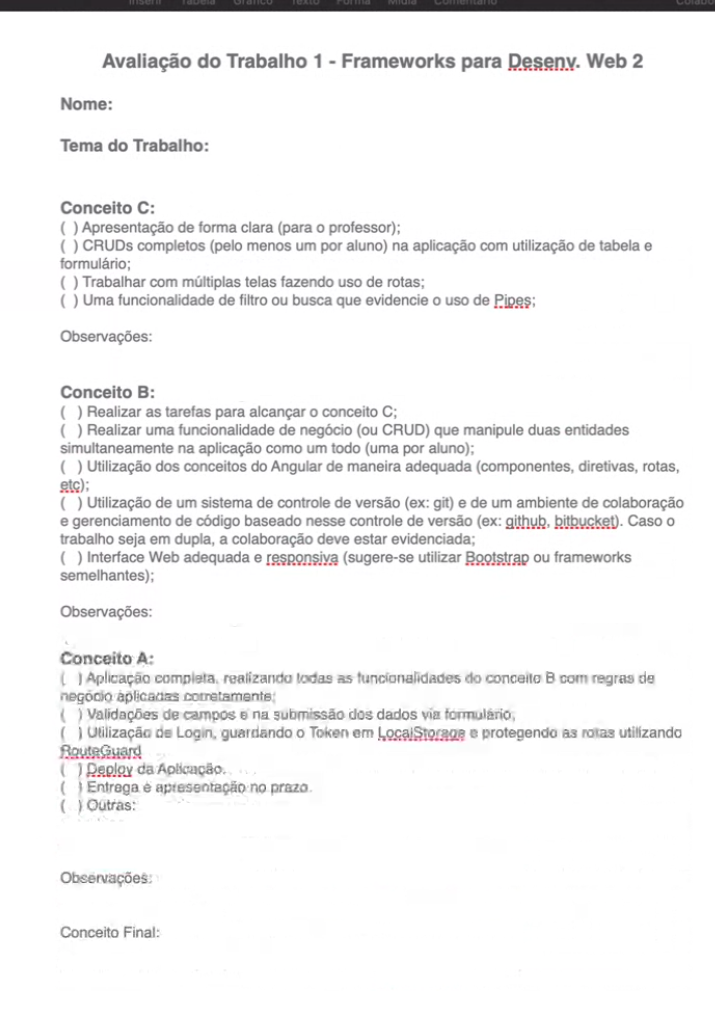 Inserir Tabela Gráfico Texto Forma Mídia Comentário
Avaliação do Trabalho 1 - Frameworks para Desenv. Web 2
Nome:
Tema do Trabalho:
Conceito C:
( ) Apresentação de forma clara (para o professor);
( ) CRUDs completos (pelo menos um por aluno) na aplicação com utilização de tabela e
formulário;
( ) Trabalhar com múltiplas telas fazendo uso de rotas;
( ) Uma funcionalidade de filtro ou busca que evidencie o uso de Pipes;
Observações:
Conceito B:
( ) Realizar as tarefas para alcançar o conceito C;
( ) Realizar uma funcionalidade de negócio (ou CRUD) que manipule duas entidades
simultaneamente na aplicação como um todo (uma por aluno);
( ) Utilização dos conceitos do Angular de maneira adequada (componentes, diretivas, rotas,
etc);
( ) Utilização de um sistema de controle de versão (ex: git) e de um ambiente de colaboração
e gerenciamento de código baseado nesse controle de versão (ex: github, bitbucket). Caso o
trabalho seja em dupla, a colaboração deve estar evidenciada;
( ) Interface Web adequada e responsiva (sugere-se utilizar Bootstrap ou frameworks
semelhantes);
Observações:
Conceito A:
( ) Aplicação completa, realizando todas as funcionalidades do conceito B com regras de
negócio aplicadas corretamente;
( ) Validações de campos e na submissão dos dados via formulário;
( ) Utilização de Login, guardando o Token em LocalStorage e protegendo as rotas utilizando
RouteGuard
( ) Deploy da Aplicação.
( ) Entrega e apresentação no prazo.
( ) Outras:
Observações:
Conceito Final: